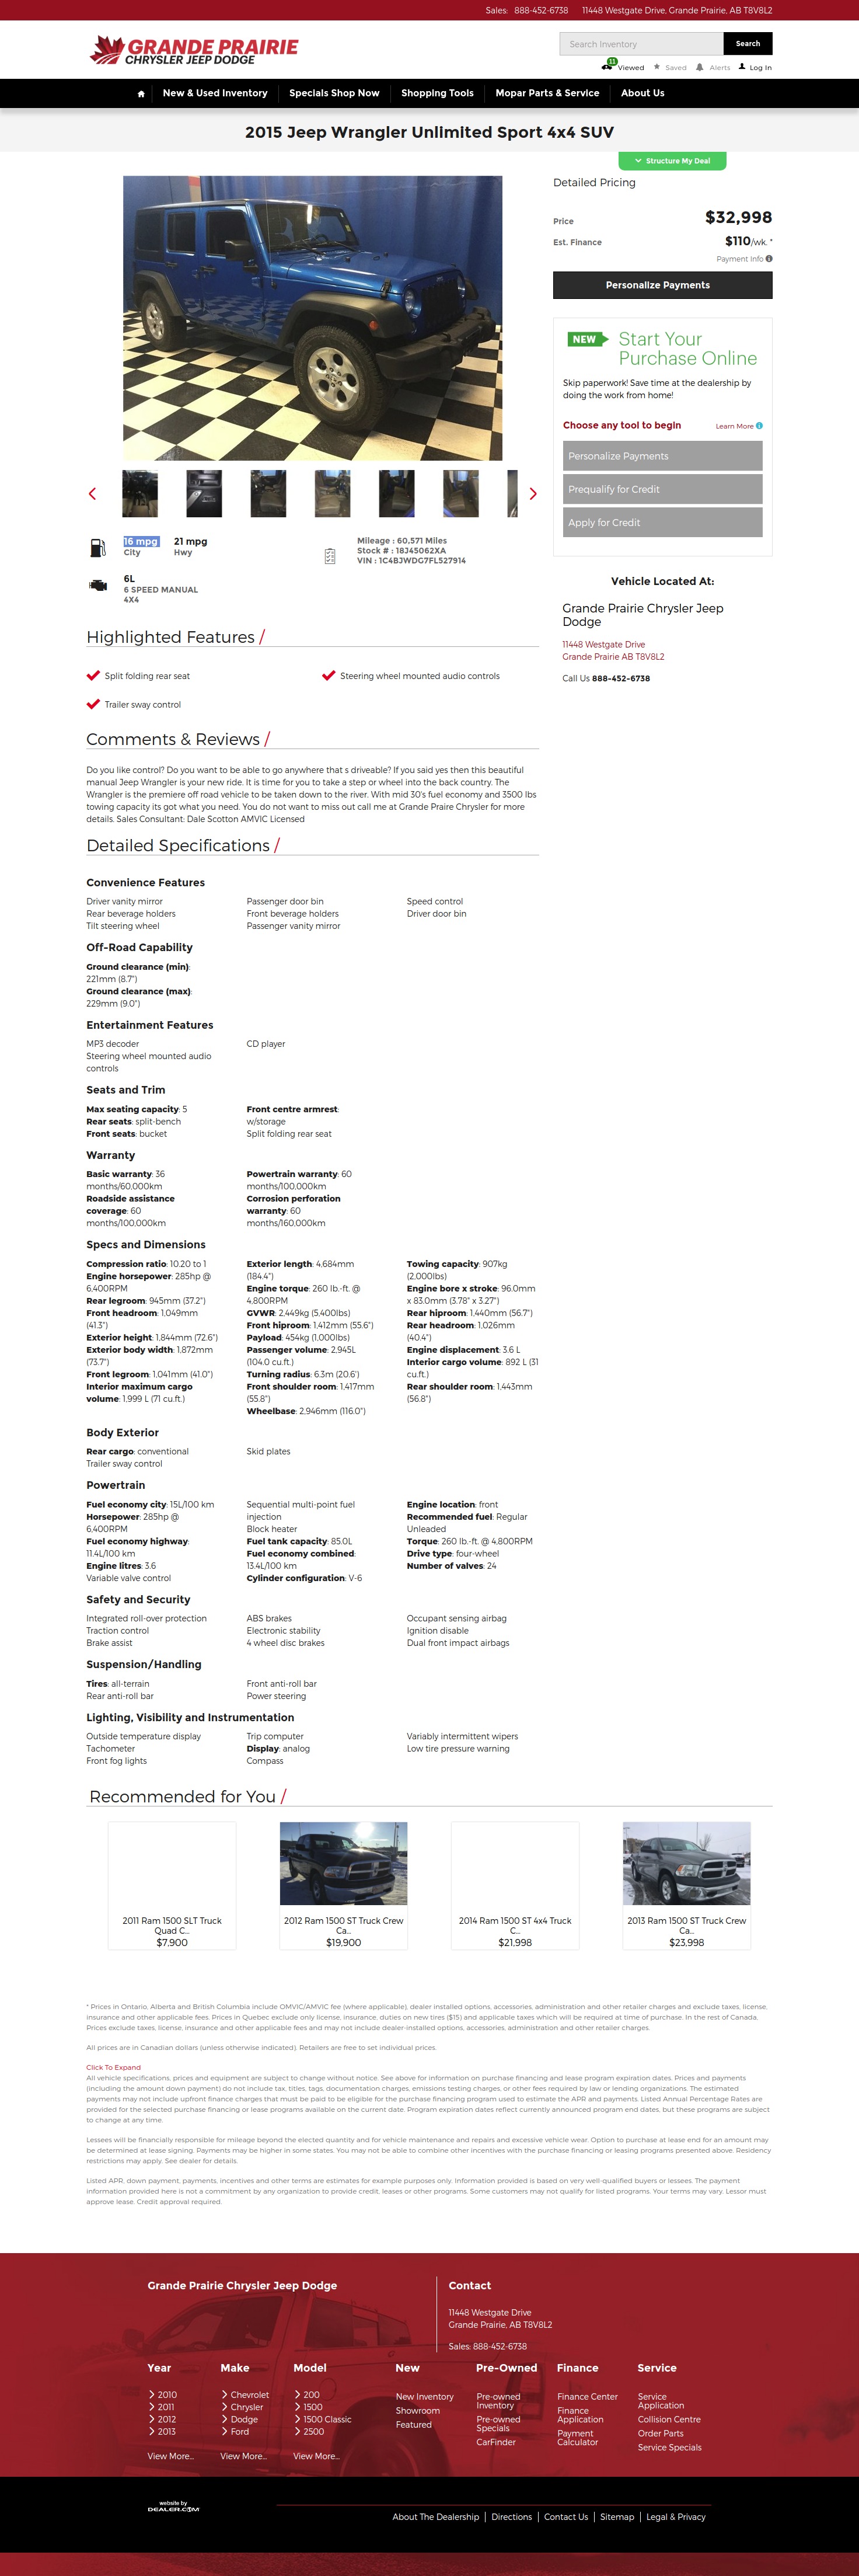 Sales: 888-452-6738 11448 Westgate Drive, Grande Prairie, AB T8V8L2
GRANDE PRAIRIE
CHRYSLER JEEP DODGE
Search Inventory
Search
11
Viewed Saved Alerts Log In
New & Used Inventory Specials Shop Now Shopping Tools Mopar Parts & Service About Us
2015 Jeep Wrangler Unlimited Sport 4x4 SUV
Structure My Deal
Detailed Pricing
Price $32,998
Est. Finance $110/wk. *
Payment Info
Personalize Payments
NEW Start Your
Purchase Online
Skip paperwork! Save time at the dealership by
doing the work from home!
Choose any tool to begin Learn More
Personalize Payments
Prequalify for Credit
Apply for Credit
16 mpg 21 mpg
City Hwy
Mileage : 60,571 Miles
Stock # : 18J45062XA
VIN : 1C4BJWDG7FL527914
6L
6 SPEED MANUAL
4X4
Vehicle Located At:
Grande Prairie Chrysler Jeep
Dodge
11448 Westgate Drive
Grande Prairie AB T8V8L2
Call Us 888-452-6738
Highlighted Features /
Split folding rear seat
Steering wheel mounted audio controls
Trailer sway control
Comments & Reviews /
Do you like control? Do you want to be able to go anywhere that s driveable? If you said yes then this beautiful
manual Jeep Wrangler is your new ride. It is time for you to take a step or wheel into the back country. The
Wrangler is the premiere off road vehicle to be taken down to the river. With mid 30's fuel economy and 3500 lbs
towing capacity its got what you need. You do not want to miss out call me at Grande Praire Chrysler for more
details. Sales Consultant: Dale Scotton AMVIC Licensed
Detailed Specifications /
Convenience Features
Driver vanity mirror
Rear beverage holders
Tilt steering wheel
Passenger door bin
Front beverage holders
Passenger vanity mirror
Speed control
Driver door bin
Off-Road Capability
Ground clearance (min):
221mm (8.7")
Ground clearance (max):
229mm (9.0")
Entertainment Features
MP3 decoder
Steering wheel mounted audio
controls
CD player
Seats and Trim
Max seating capacity: 5
Rear seats: split-bench
Front seats: bucket
Front centre armrest:
w/storage
Split folding rear seat
Warranty
Basic warranty: 36
months/60,000km
Roadside assistance
coverage: 60
months/100,000km
Powertrain warranty: 60
months/100,000km
Corrosion perforation
warranty: 60
months/160,000km
Specs and Dimensions
Compression ratio: 10.20 to 1
Engine horsepower: 285hp @
6,400RPM
Rear legroom: 945mm (37.2")
Front headroom: 1,049mm
(41.3")
Exterior height: 1,844mm (72.6")
Exterior body width: 1,872mm
(73.7")
Front legroom: 1,041mm (41.0")
Interior maximum cargo
volume: 1,999 L (71 cu.ft.)
Exterior length: 4,684mm
(184.4")
Engine torque: 260 lb.-ft. @
4,800RPM
GVWR: 2,449kg (5,400lbs)
Front hiproom: 1,412mm (55.6")
Payload: 454kg (1,000lbs)
Passenger volume: 2,945L
(104.0 cu.ft.)
Turning radius: 6.3m (20.6')
Front shoulder room: 1,417mm
(55.8")
Wheelbase: 2,946mm (116.0")
Towing capacity: 907kg
(2,000lbs)
Engine bore x stroke: 96.0mm
x 83.0mm (3.78" x 3.27")
Rear hiproom: 1,440mm (56.7")
Rear headroom: 1,026mm
(40.4")
Engine displacement: 3.6 L
Interior cargo volume: 892 L (31
cu.ft.)
Rear shoulder room: 1,443mm
(56.8")
Body Exterior
Rear cargo: conventional
Trailer sway control
Skid plates
Powertrain
Fuel economy city: 15L/100 km
Horsepower: 285hp @
6,400RPM
Fuel economy highway:
11.4L/100 km
Engine litres: 3.6
Variable valve control
Sequential multi-point fuel
injection
Block heater
Fuel tank capacity: 85.0L
Fuel economy combined:
13.4L/100 km
Cylinder configuration: V-6
Engine location: front
Recommended fuel: Regular
Unleaded
Torque: 260 lb.-ft. @ 4,800RPM
Drive type: four-wheel
Number of valves: 24
Safety and Security
Integrated roll-over protection
Traction control
Brake assist
ABS brakes
Electronic stability
4 wheel disc brakes
Occupant sensing airbag
Ignition disable
Dual front impact airbags
Suspension/Handling
Tires: all-terrain
Rear anti-roll bar
Front anti-roll bar
Power steering
Lighting, Visibility and Instrumentation
Outside temperature display
Tachometer
Front fog lights
Trip computer
Display: analog
Compass
Variably intermittent wipers
Low tire pressure warning
Recommended for You /
2011 Ram 1500 SLT Truck
Quad C...
$7,900
2012 Ram 1500 ST Truck Crew
Ca...
$19,900
2014 Ram 1500 ST 4x4 Truck
C...
$21,998
2013 Ram 1500 ST Truck Crew
Ca...
$23,998
* Prices in Ontario, Alberta and British Columbia include OMVIC/AMVIC fee (where applicable), dealer installed options, accessories, administration and other retailer charges and exclude taxes, license,
insurance and other applicable fees. Prices in Quebec exclude only license, insurance, duties on new tires ($15) and applicable taxes which will be required at time of purchase. In the rest of Canada,
Prices exclude taxes, license, insurance and other applicable fees and may not include dealer-installed options, accessories, administration and other retailer charges.
All prices are in Canadian dollars (unless otherwise indicated). Retailers are free to set individual prices.
Click To Expand
All vehicle specifications, prices and equipment are subject to change without notice. See above for information on purchase financing and lease program expiration dates. Prices and payments
(including the amount down payment) do not include tax, titles, tags, documentation charges, emissions testing charges, or other fees required by law or lending organizations. The estimated
payments may not include upfront finance charges that must be paid to be eligible for the purchase financing program used to estimate the APR and payments. Listed Annual Percentage Rates are
provided for the selected purchase financing or lease programs available on the current date. Program expiration dates reflect currently announced program end dates, but these programs are subject
to change at any time.
Lessees will be financially responsible for mileage beyond the elected quantity and for vehicle maintenance and repairs and excessive vehicle wear. Option to purchase at lease end for an amount may
be determined at lease signing. Payments may be higher in some states. You may not be able to combine other incentives with the purchase financing or leasing programs presented above. Residency
restrictions may apply. See dealer for details.
Listed APR, down payment, payments, incentives and other terms are estimates for example purposes only. Information provided is based on very well-qualified buyers or lessees. The payment
information provided here is not a commitment by any organization to provide credit, leases or other programs. Some customers may not qualify for listed programs. Your terms may vary. Lessor must
approve lease. Credit approval required.
Grande Prairie Chrysler Jeep Dodge
Contact
11448 Westgate Drive
Grande Prairie, AB T8V8L2
Sales: 888-452-6738
Year
2010
2011
2012
2013
View More...
Make
Chevrolet
Chrysler
Dodge
Ford
View More...
Model
200
1500
1500 Classic
2500
View More...
New
New Inventory
Showroom
Featured
Pre-Owned
Pre-owned
Inventory
Pre-owned
Specials
CarFinder
Finance
Finance Center
Finance
Application
Payment
Calculator
Service
Service
Application
Collision Centre
Order Parts
Service Specials
website by
DEALER.COM
About The Dealership | Directions | Contact Us | Sitemap | Legal & Privacy